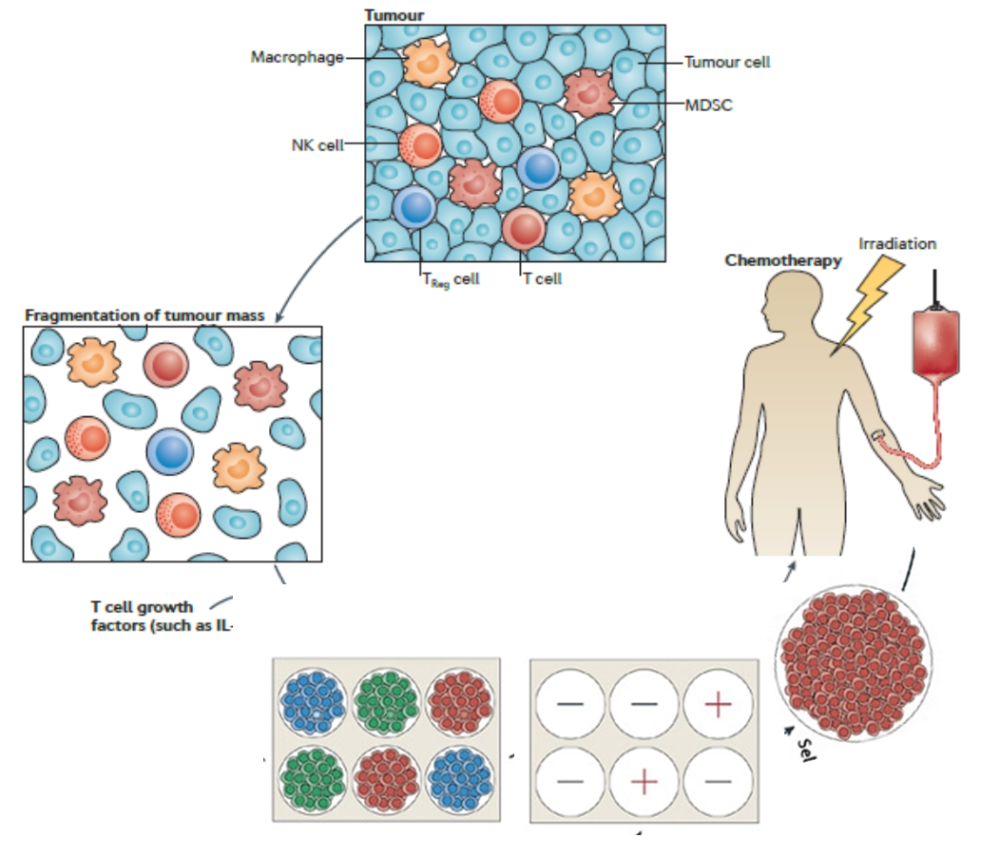 Tumour
Macrophage
Tumour cell
MDSC
NK cell
TReg cell
T cell
Irradiation
Chemotherapy
Fragmentation of tumour mass
T cell growth
factors (such as IL-
− − +
− + −
Sel